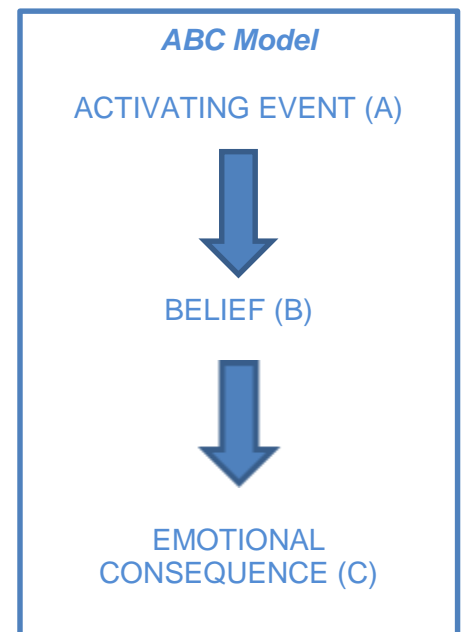 ABC Model
ACTIVATING EVENT (A)
BELIEF (B)
EMOTIONAL
CONSEQUENCE (C)